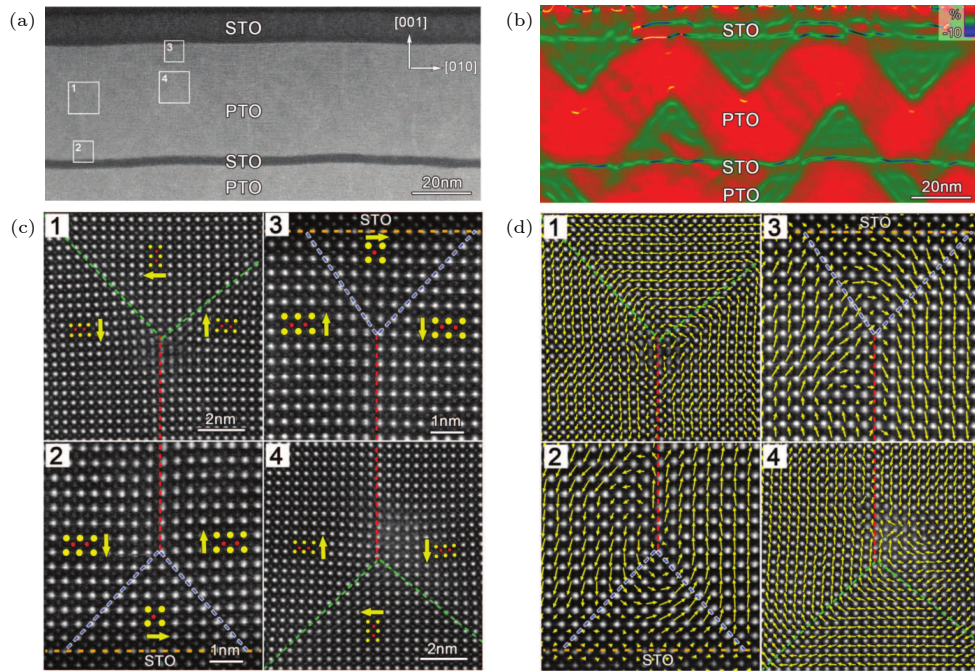 (a)
STO
3
[001]
[010]
4
1
PTO
2
STO
PTO
20nm
(b)
STO
%
-10
PTO
STO
PTO
20nm
(c)
1
2nm
3
STO
1nm
2
STO
1nm
4
2nm
(d)
1
3
STO
2
STO
4